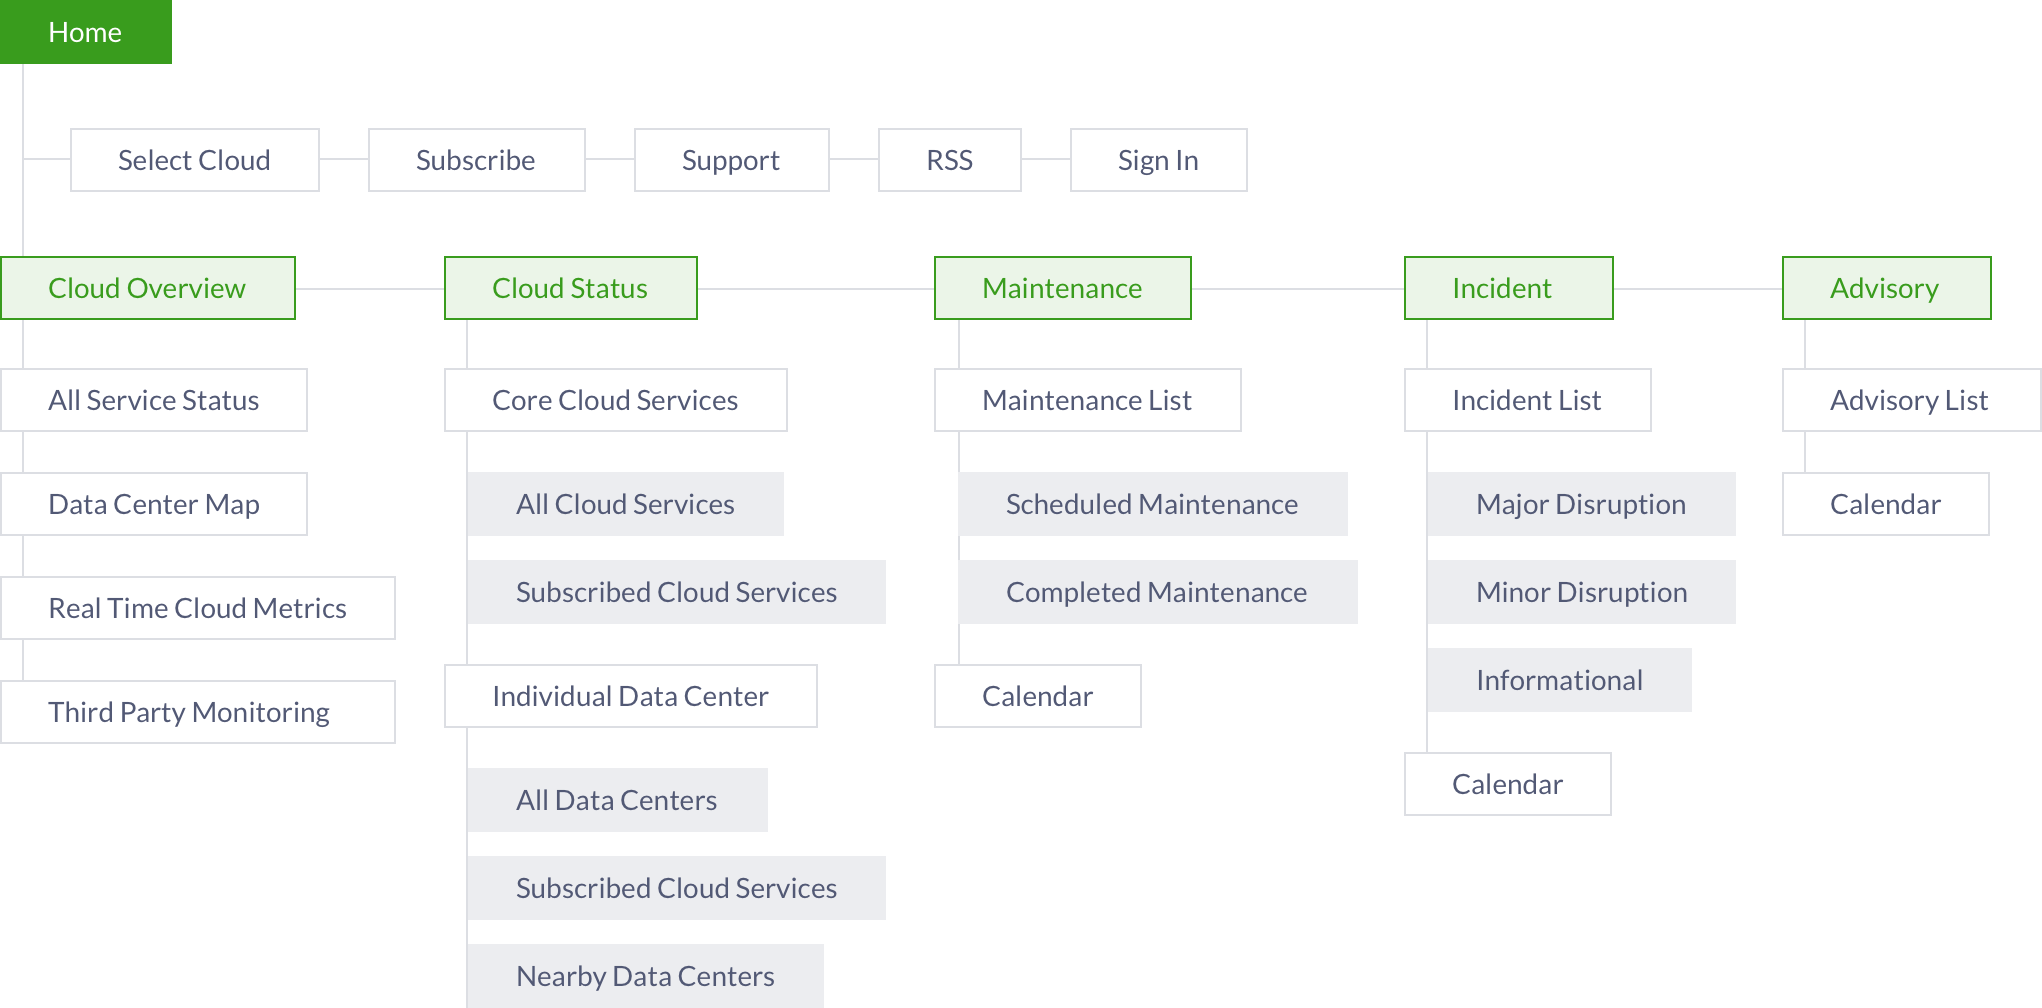 Home
Select Cloud
Subscribe
Support
RSS
Sign In
Cloud Overview
Cloud Status
Maintenance
Incident
Advisory
All Service Status
Data Center Map
Real Time Cloud Metrics
Third Party Monitoring
Core Cloud Services
All Cloud Services
Subscribed Cloud Services
Individual Data Center
All Data Centers
Subscribed Cloud Services
Nearby Data Centers
Maintenance List
Scheduled Maintenance
Completed Maintenance
Calendar
Incident List
Major Disruption
Minor Disruption
Informational
Calendar
Advisory List
Calendar